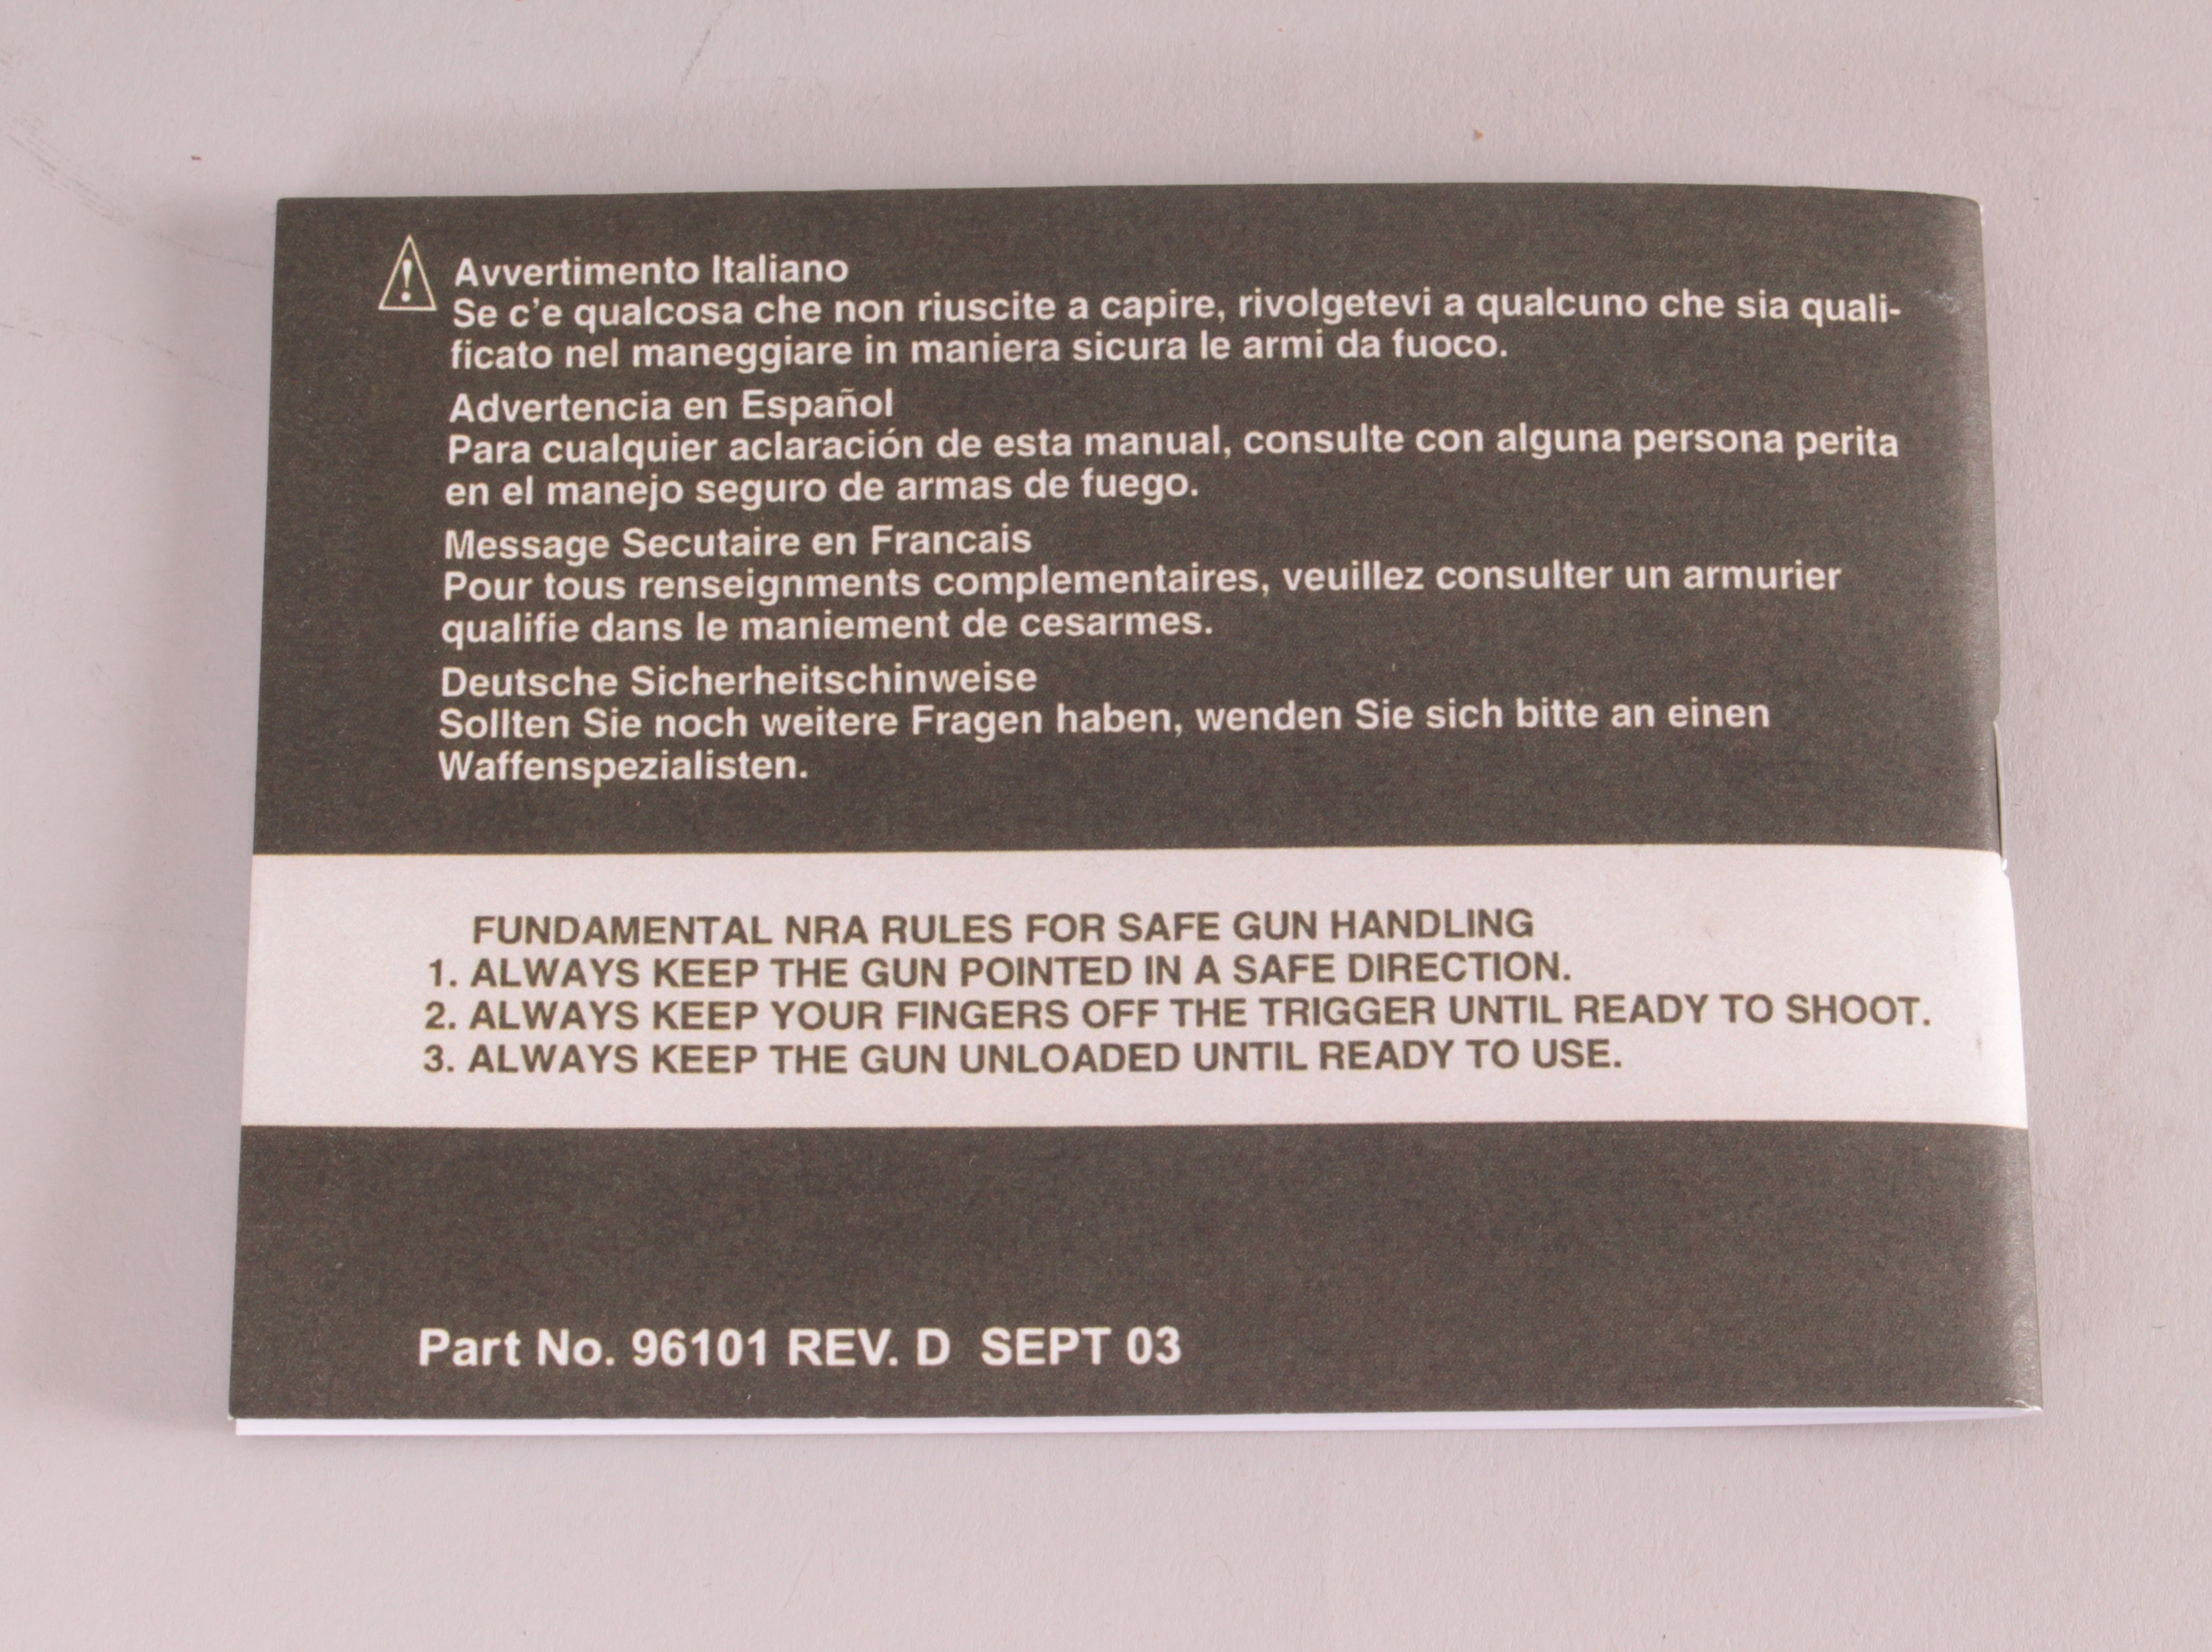 Avvertimento Italiano
Se c'e qualcosa che non riuscite a capire, rivolgetevi a qualcuno che sia quali-
ficato nel maneggiare in maniera sicura le armi da fuoco.
Advertencia en Español
Para cualquier aclaración de esta manual, consulte con alguna persona perita
en el manejo seguro de armas de fuego.
Message Secutaire en Francais
Pour tous renseignments complementaires, veuillez consulter un armurier
qualifie dans le maniement de cesarmes.
Deutsche Sicherheitschinweise
Sollten Sie noch weitere Fragen haben, wenden Sie sich bitte an einen
Waffenspezialisten.
FUNDAMENTAL NRA RULES FOR SAFE GUN HANDLING
1. ALWAYS KEEP THE GUN POINTED IN A SAFE DIRECTION.
2. ALWAYS KEEP YOUR FINGERS OFF THE TRIGGER UNTIL READY TO SHOOT.
3. ALWAYS KEEP THE GUN UNLOADED UNTIL READY TO USE.
Part No. 96101 REV. D  SEPT 03